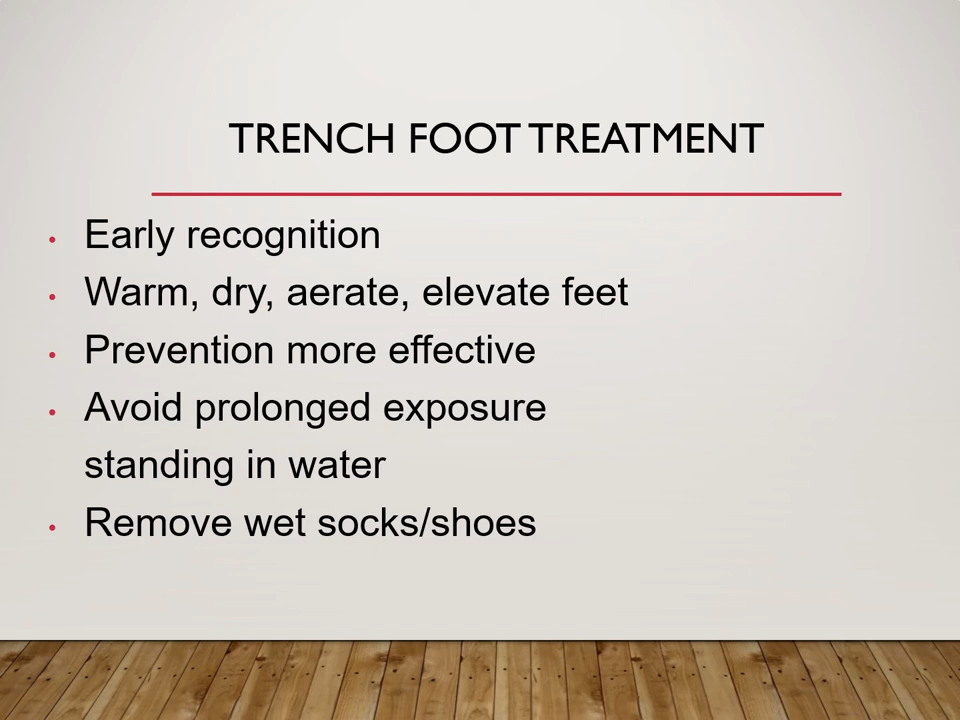 TRENCH FOOT TREATMENT
• Early recognition
• Warm, dry, aerate, elevate feet
• Prevention more effective
• Avoid prolonged exposure
standing in water
• Remove wet socks/shoes